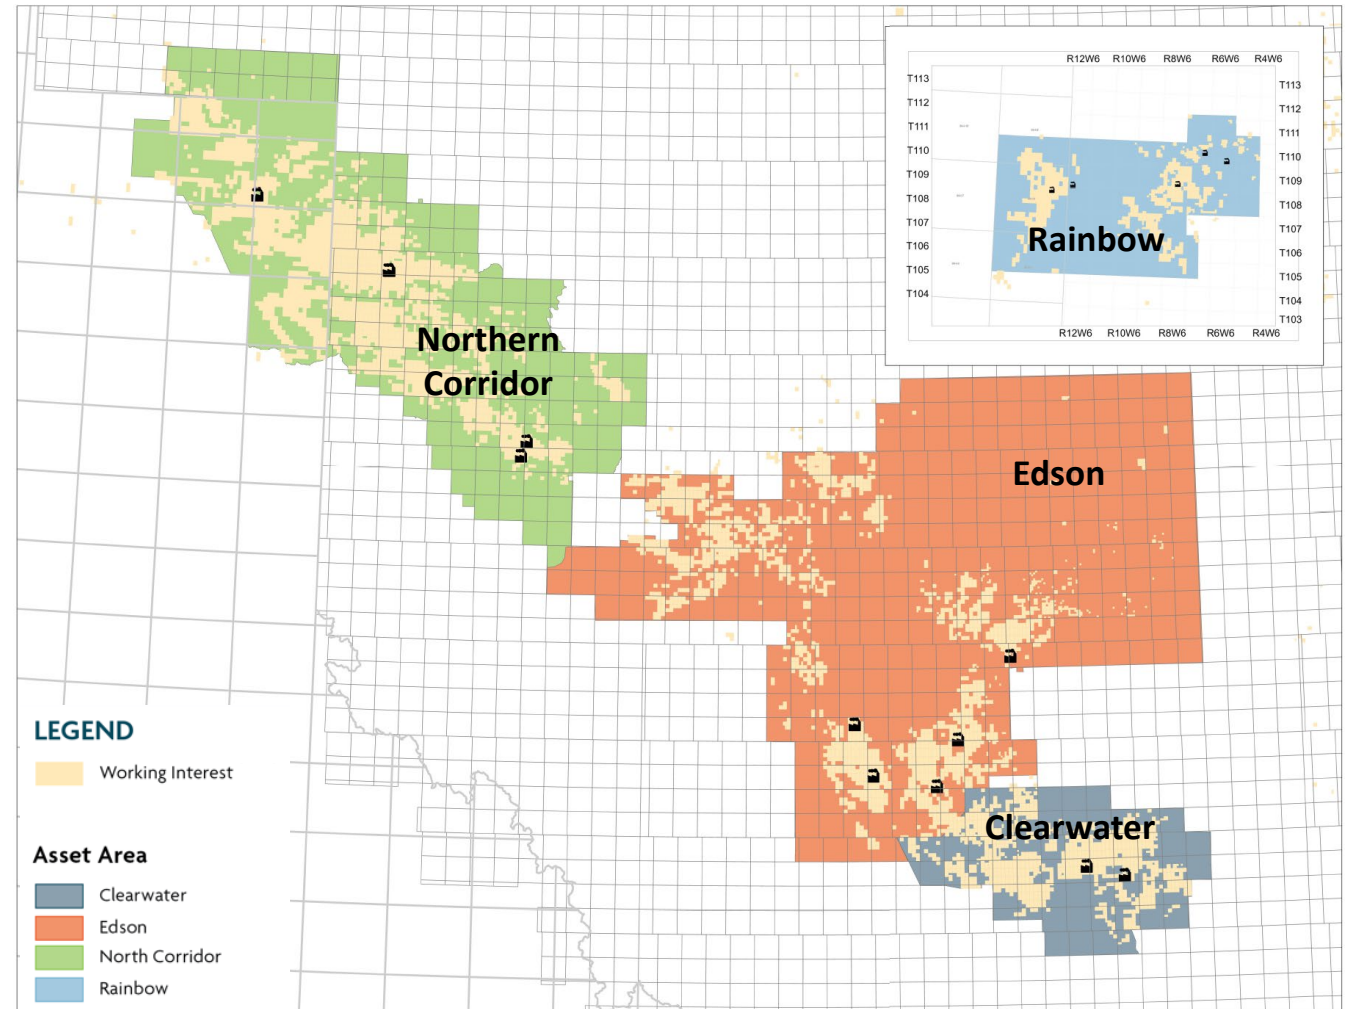 R12W6 R10W6 R8W6 R6W6 R4W6
T113 T113
T112 T112
T111 T111
T110 T110
T109 T109
T108 T108
T107 T107
T106 T106
T105 T105
T104 T104
T103
Rainbow
R12W6 R10W6 R8W6 R6W6 R4W6
Northern
Corridor
Edson
Clearwater
LEGEND
Working Interest
Asset Area
Clearwater
Edson
North Corridor
Rainbow